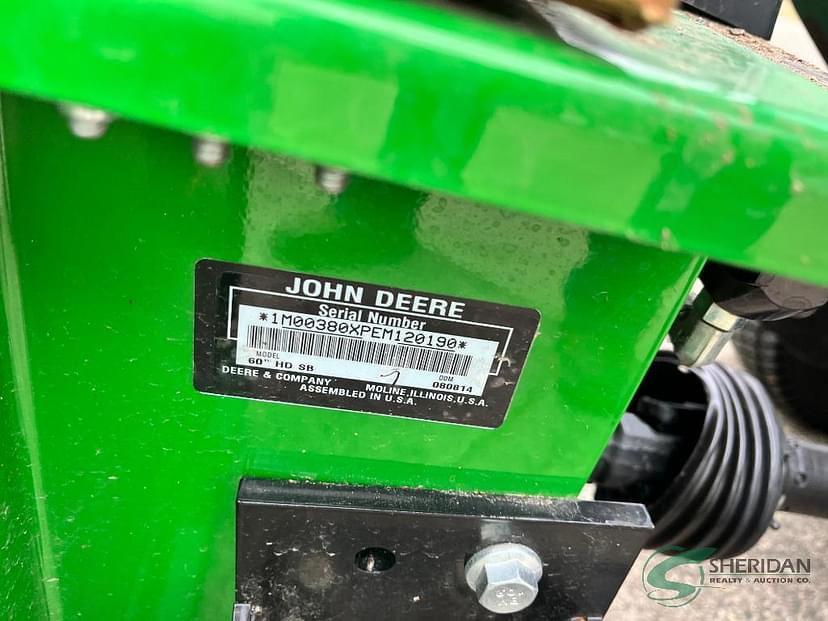 JOHN DEERE
Serial Number
*1M00380XPEM120190*
MODEL
60" HD SB
ODM
080814
DEERE & COMPANY
MOLINE, ILLINOIS, U.S.A.
ASSEMBLED IN U.S.A.
SHERIDAN
REALTY & AUCTION CO.